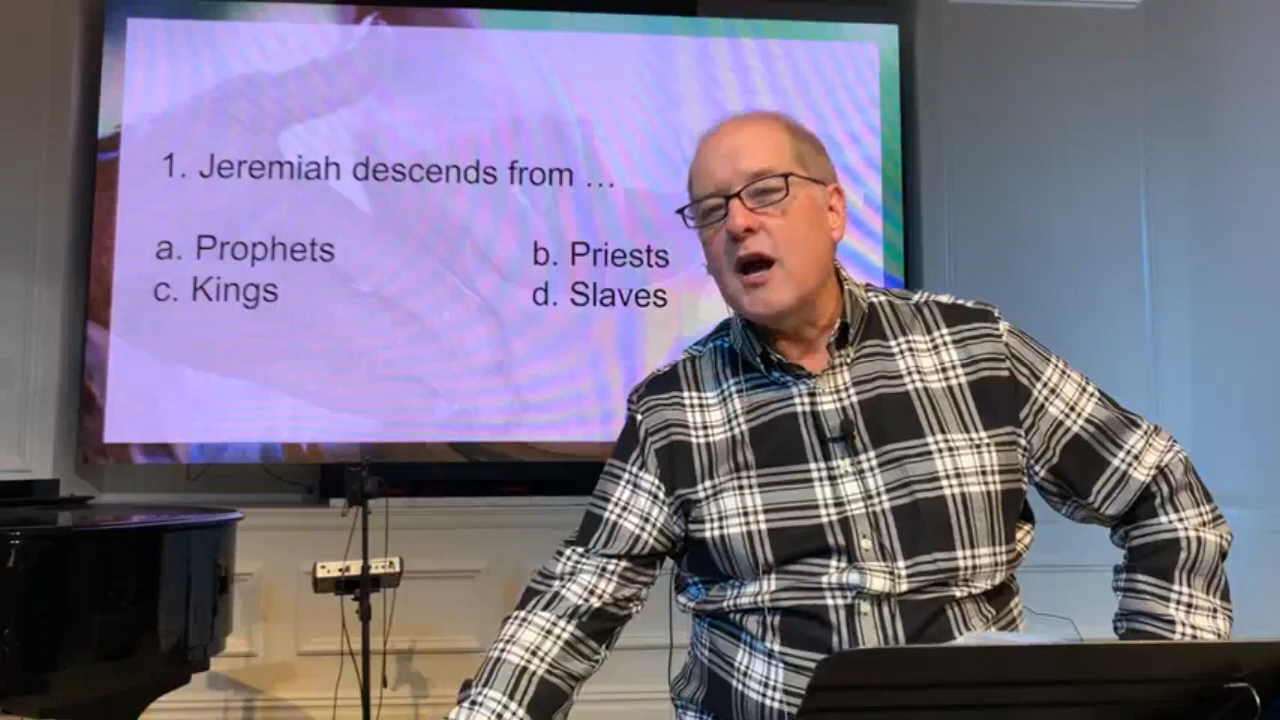 1. Jeremiah descends from …
a. Prophets b. Priests
c. Kings d. Slaves